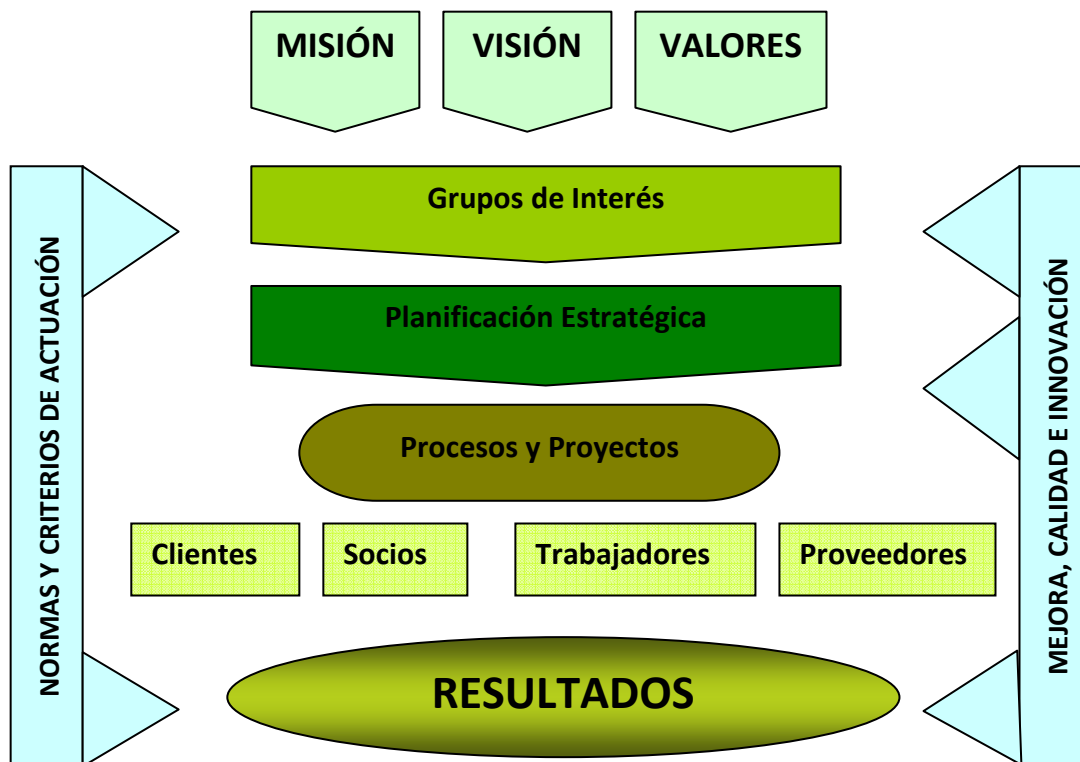 MISIÓN
VISIÓN
VALORES
Grupos de Interés
Planificación Estratégica
Procesos y Proyectos
Clientes
Socios
Trabajadores
Proveedores
RESULTADOS
NORMAS Y CRITERIOS DE ACTUACIÓN
MEJORA, CALIDAD E INNOVACIÓN